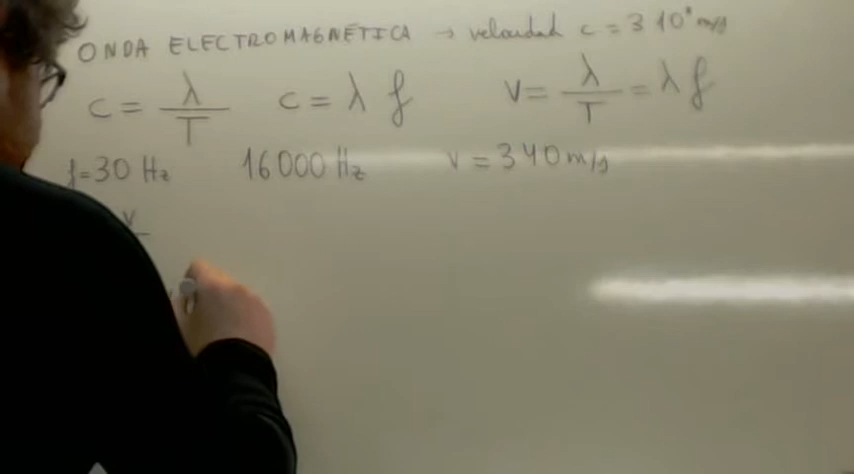 ONDA ELECTROMAGNÉTICA → velocidad c = 3 10⁸ m/s
c = λ/T c = λ f v = λ/T = λ f
f=30 Hz 16000 Hz v = 340 m/s
v